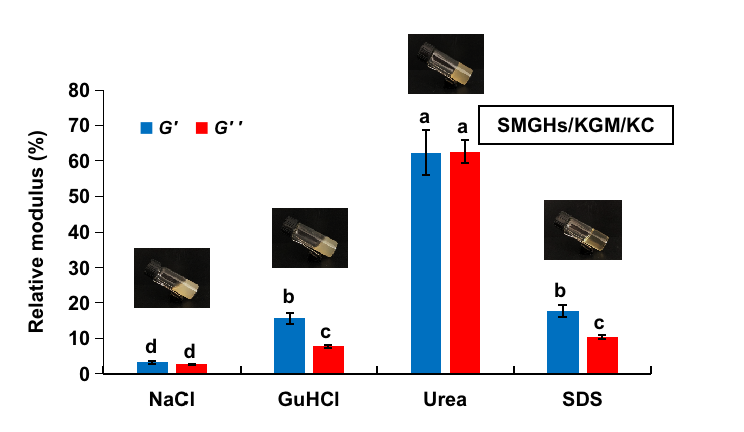 a
a
SMGHs/KGM/KC
80
70
60
50
40
30
20
10
0
Relative modulus (%)
G′
G′ ′
b
c
b
c
d
d
NaCl
GuHCl
Urea
SDS